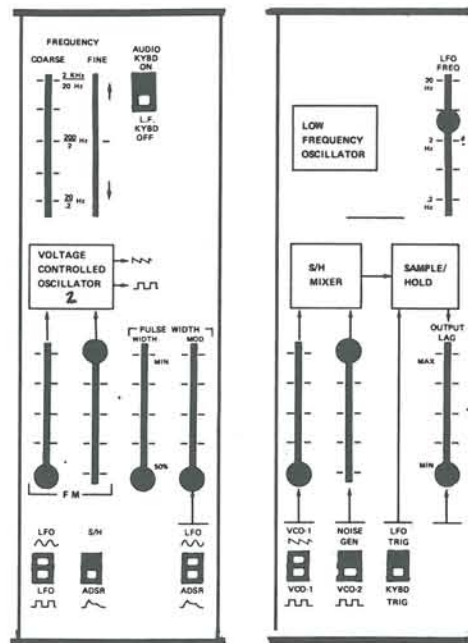 FREQUENCY
COARSE FINE
AUDIO
KYBD
ON
2 KHz
20 Hz
200 Hz
2
20 Hz
.2
L.F.
KYBD
OFF
VOLTAGE
CONTROLLED
OSCILLATOR
2
PULSE WIDTH
WIDTH MOD
MIN
50%
FM
LFO S/H LFO
LFO ADSR ADSR
LFO
FREQ
20
Hz
2
Hz
.2
Hz
LOW
FREQUENCY
OSCILLATOR
S/H
MIXER
SAMPLE/
HOLD
OUTPUT
LAG
MAX
MIN
VCO-1 NOISE GEN LFO TRIG
VCO-1 VCO-2 KYBD TRIG